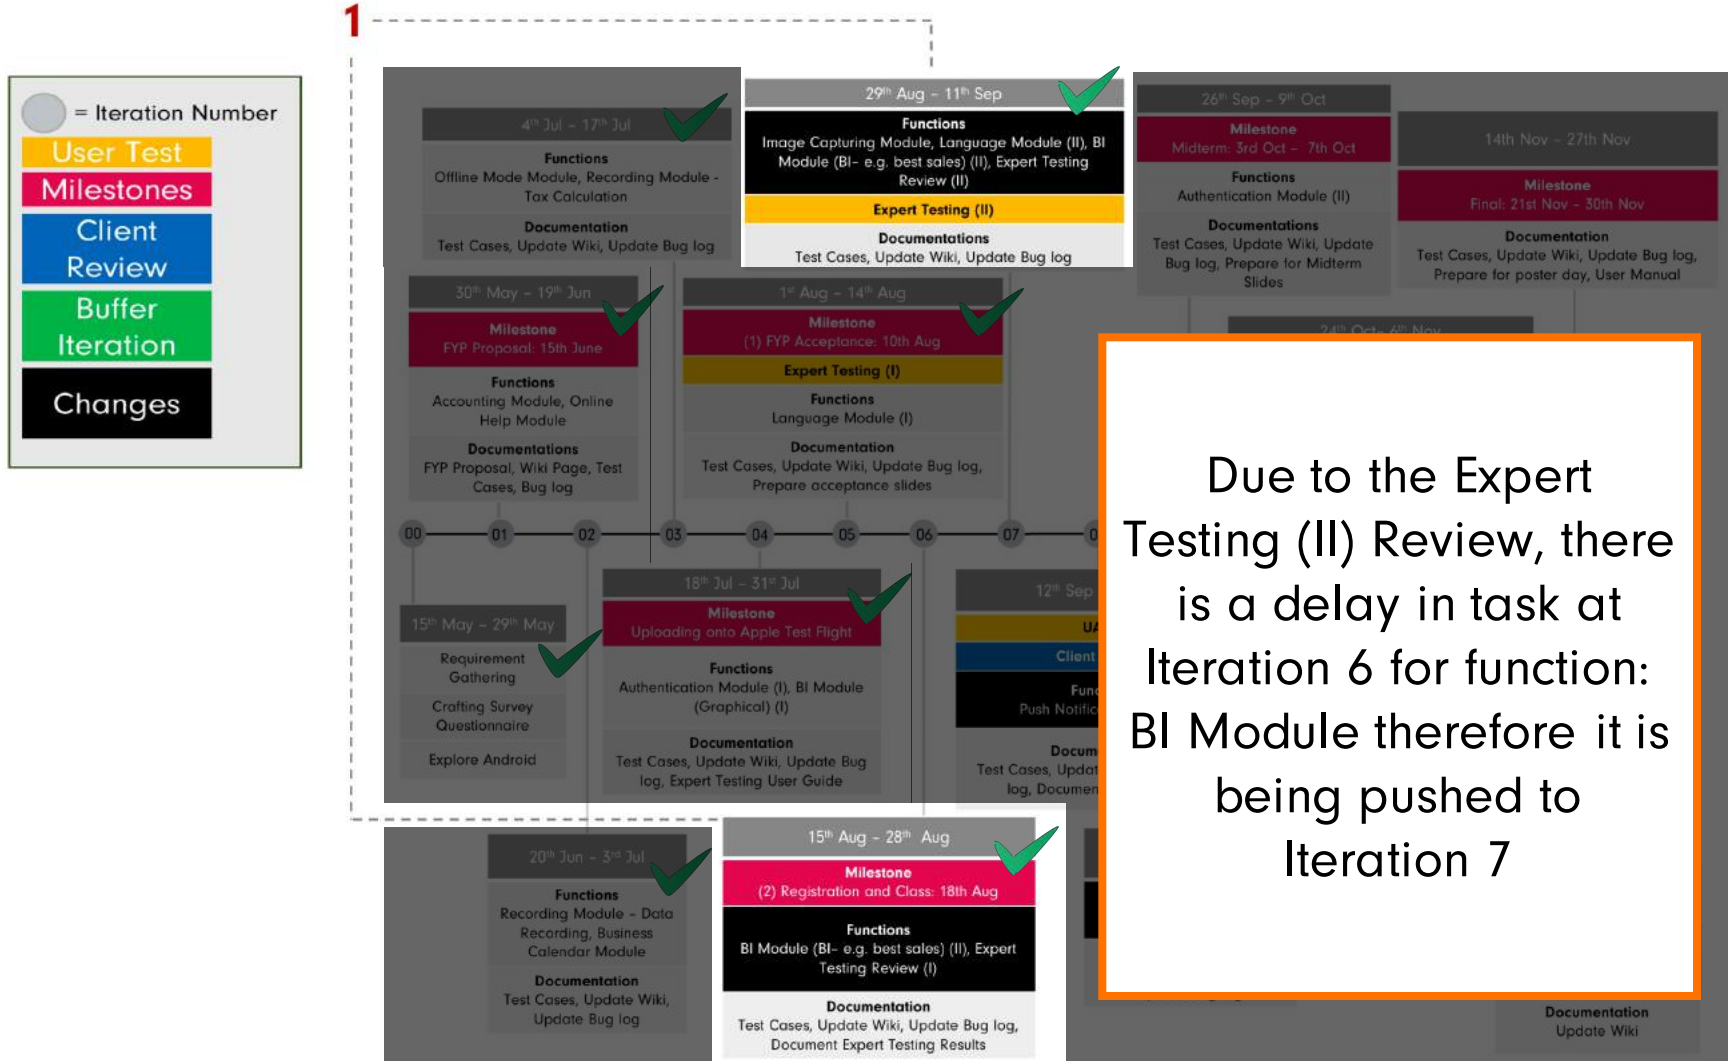 1
= Iteration Number
User Test
Milestones
Client
Review
Buffer
Iteration
Changes
4th Jul – 17th Jul
Functions
Offline Mode Module, Recording Module -
Tax Calculation
Documentation
Test Cases, Update Wiki, Update Bug log
29th Aug – 11th Sep
Functions
Image Capturing Module, Language Module (II), BI
Module (BI– e.g. best sales) (II), Expert Testing
Review (II)
Expert Testing (II)
Documentations
Test Cases, Update Wiki, Update Bug log
26th Sep – 9th Oct
Milestone
Midterm: 3rd Oct – 7th Oct
Functions
Authentication Module (II)
Documentation
Test Cases, Update Wiki, Update
Bug log, Prepare for Midterm
Slides
14th Nov - 27th Nov
Milestone
Final: 21st Nov - 30th Nov
Documentation
Test Cases, Update Wiki, Update Bug log,
Prepare for poster day, User Manual
30th May – 19th Jun
Milestone
FYP Proposal: 15th June
Functions
Accounting Module, Online
Help Module
Documentations
FYP Proposal, Wiki Page, Test
Cases, Bug log
1st Aug – 14th Aug
Milestone
(1) FYP Acceptance: 10th Aug
Expert Testing (I)
Functions
Language Module (I)
Documentation
Test Cases, Update Wiki, Update Bug log,
Prepare acceptance slides
24th Oct– 6th Nov
00 01 02 03 04 05 06 07
Due to the Expert
Testing (II) Review, there
is a delay in task at
Iteration 6 for function:
BI Module therefore it is
being pushed to
Iteration 7
15th May – 29th May
Requirement
Gathering
Crafting Survey
Questionnaire
Explore Android
18th Jul – 31st Jul
Milestone
Uploading onto Apple Test Flight
Functions
Authentication Module (I), BI Module
(Graphical) (I)
Documentation
Test Cases, Update Wiki, Update Bug
log, Expert Testing User Guide
12th Sep
Client
Push
Test Cases,
log,
20th Jun – 3rd Jul
Functions
Recording Module – Data
Recording, Business
Calendar Module
Documentation
Test Cases, Update Wiki,
Update Bug log
15th Aug – 28th Aug
Milestone
(2) Registration and Class: 18th Aug
Functions
BI Module (BI– e.g. best sales) (II), Expert
Testing Review (I)
Documentation
Test Cases, Update Wiki, Update Bug log,
Document Expert Testing Results
Documentation
Update Wiki